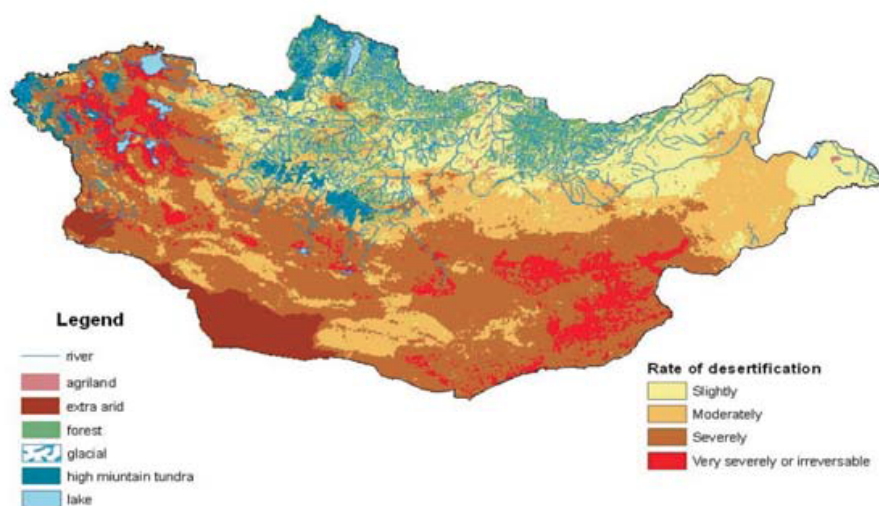 Legend
river
agriland
extra arid
forest
glacial
high miuntain tundra
lake
Rate of desertification
Slightly
Moderately
Severely
Very severely or irreversable